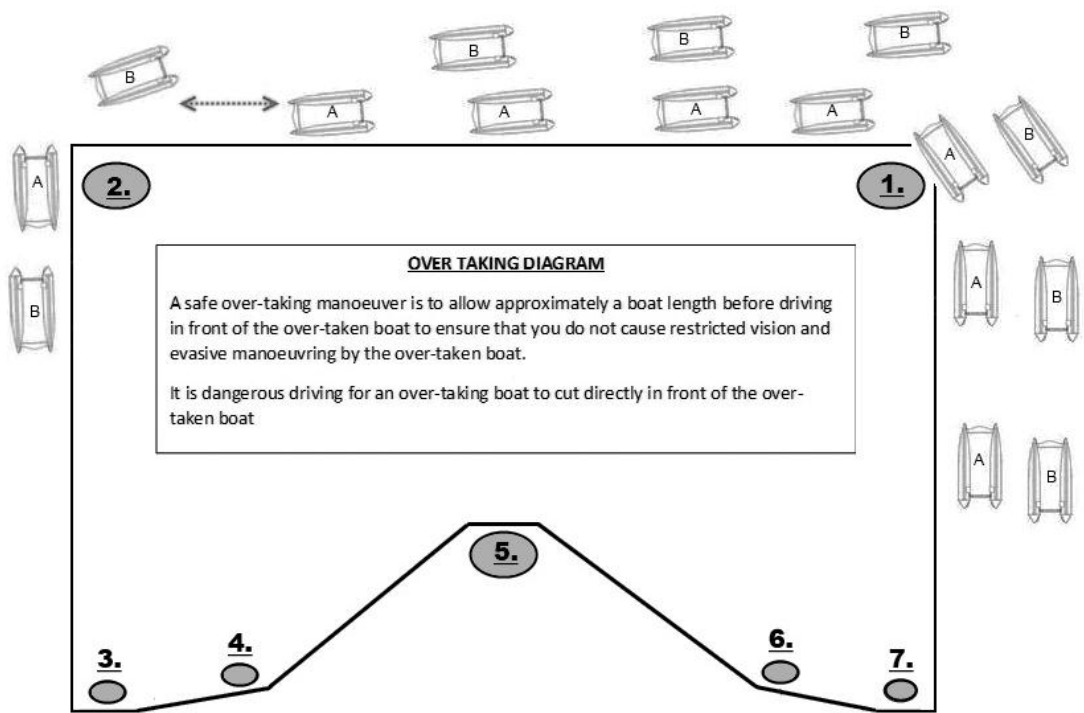 B
B
B
B
A
A
A
A
A
B
A
2.
1.
OVER TAKING DIAGRAM
A safe over-taking manoeuver is to allow approximately a boat length before driving
in front of the over-taken boat to ensure that you do not cause restricted vision and
evasive manoeuvring by the over-taken boat.
It is dangerous driving for an over-taking boat to cut directly in front of the over-
taken boat
A
B
B
A
B
5.
3.
4.
6.
7.